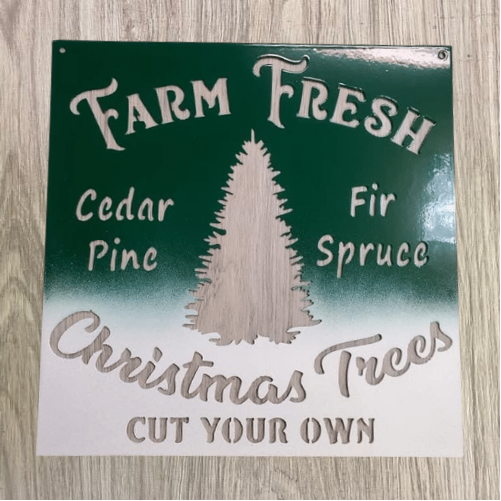 Farm Fresh
Cedar
Pine
Fir
Spruce
Christmas Trees
CUT YOUR OWN